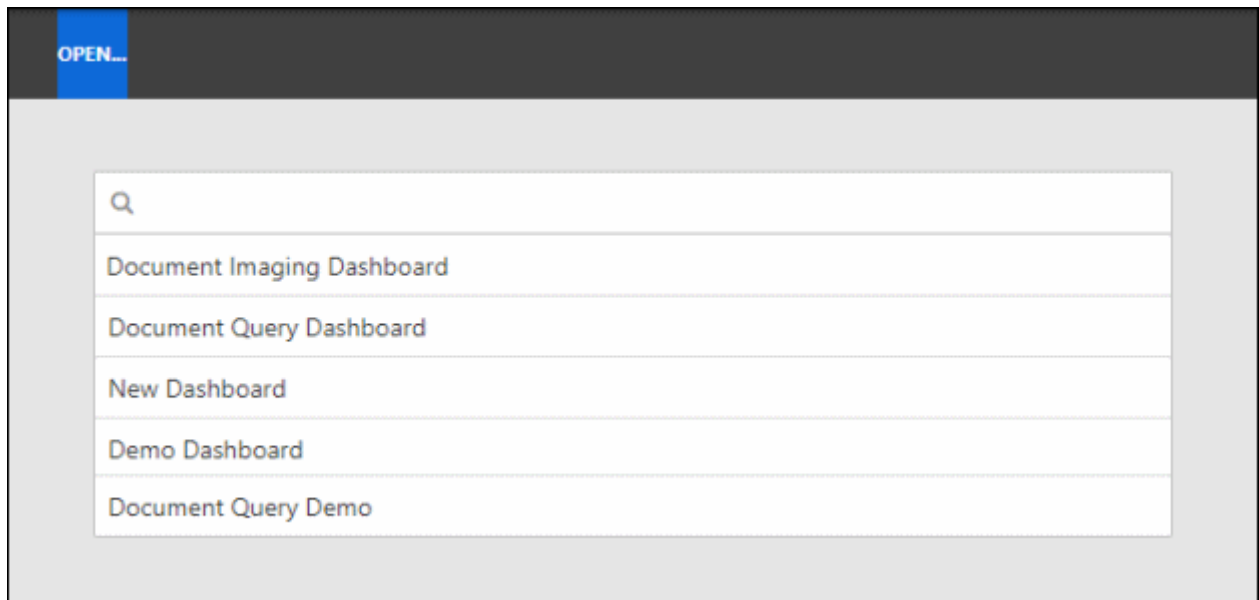 OPEN...
Document Imaging Dashboard
Document Query Dashboard
New Dashboard
Demo Dashboard
Document Query Demo